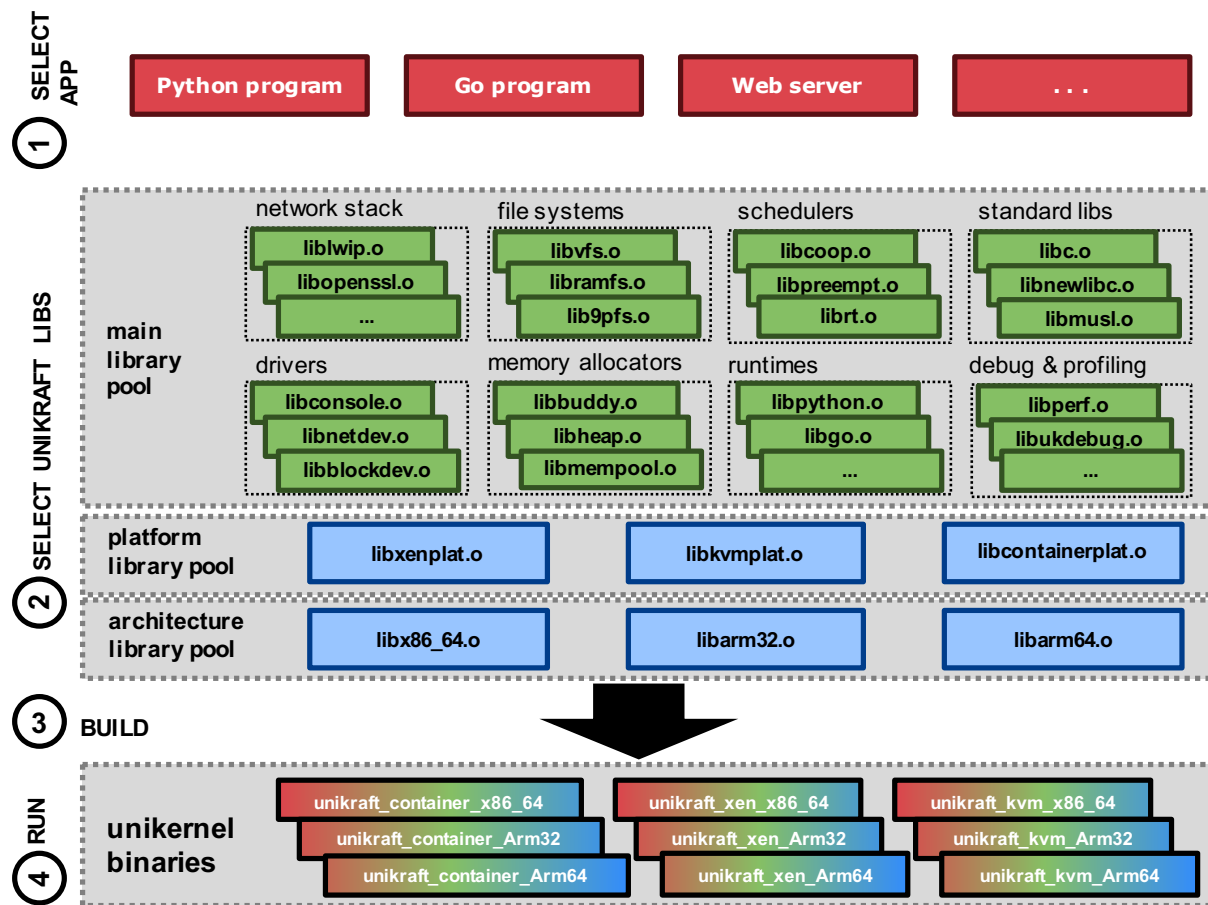 1 SELECT
APP
Python program
Go program
Web server
. . .
2 SELECT UNIKRAFT LIBS
main
library
pool
network stack
liblwip.o
libopenssl.o
...
file systems
libvfs.o
libramfs.o
lib9pfs.o
schedulers
libcoop.o
libpreempt.o
librt.o
standard libs
libc.o
libnewlibc.o
libmusl.o
drivers
libconsole.o
libnetdev.o
libblockdev.o
memory allocators
libbuddy.o
libheap.o
libmempool.o
runtimes
libpython.o
libgo.o
...
debug & profiling
libperf.o
libukdebug.o
...
platform
library pool
libxenplat.o
libkvmplat.o
libcontainerplat.o
architecture
library pool
libx86_64.o
libarm32.o
libarm64.o
3 BUILD
4 RUN
unikernel
binaries
unikraft_container_x86_64
unikraft_container_Arm32
unikraft_container_Arm64
unikraft_xen_x86_64
unikraft_xen_Arm32
unikraft_xen_Arm64
unikraft_kvm_x86_64
unikraft_kvm_Arm32
unikraft_kvm_Arm64